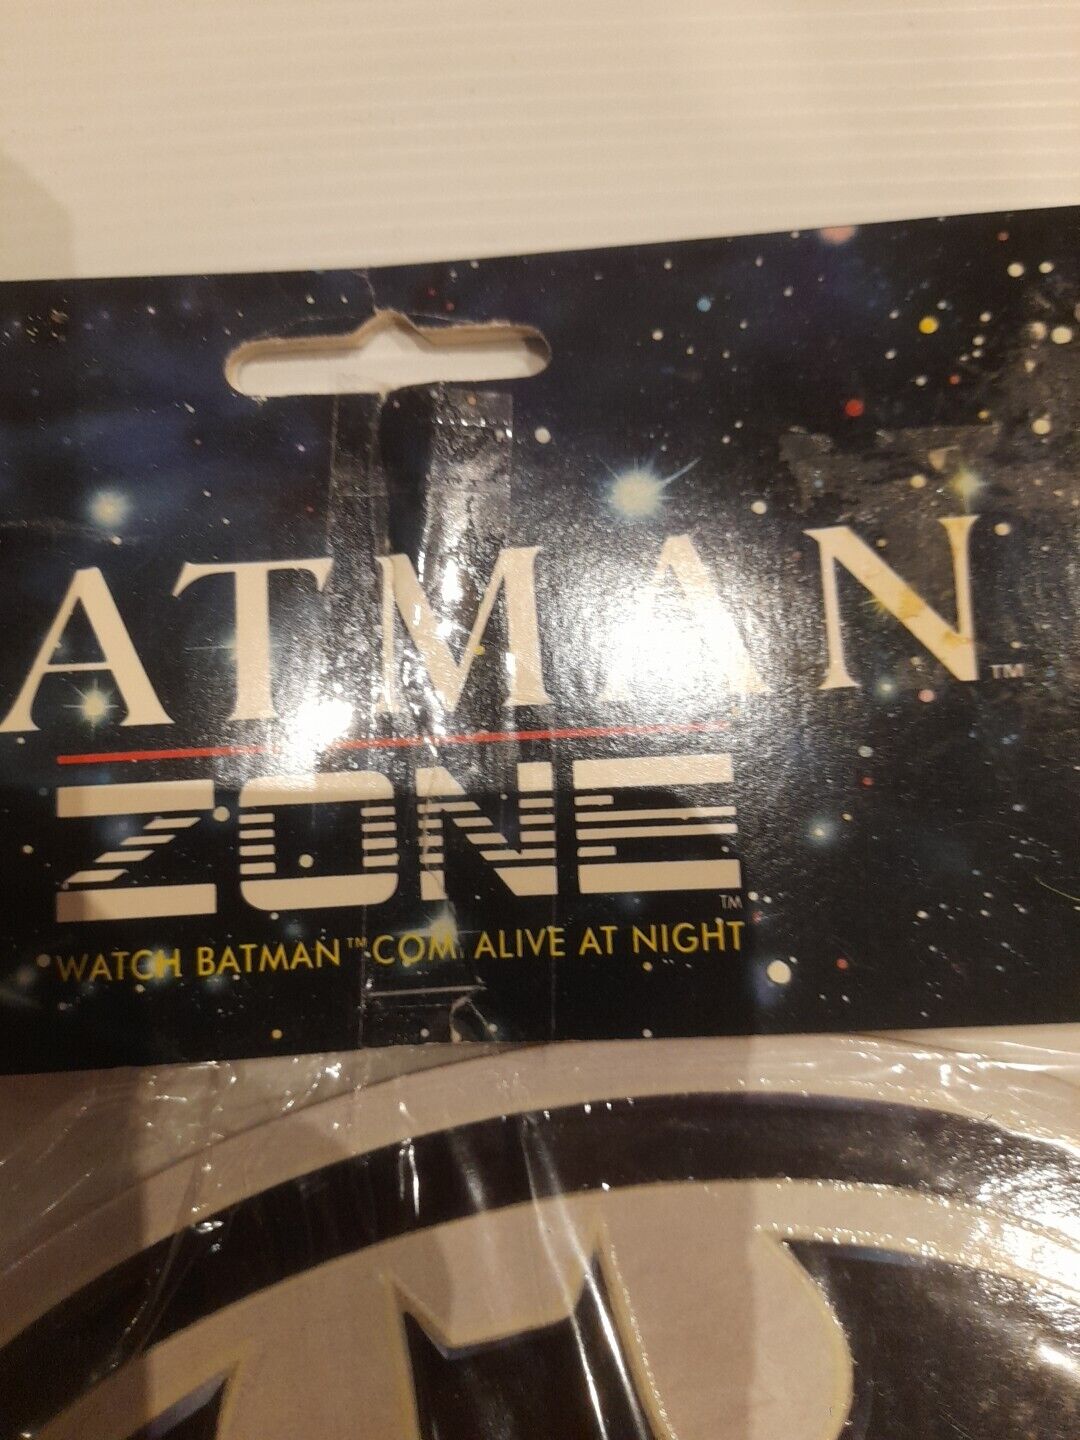 ATMAN™
ZONE™
WATCH BATMAN™ COM ALIVE AT NIGHT